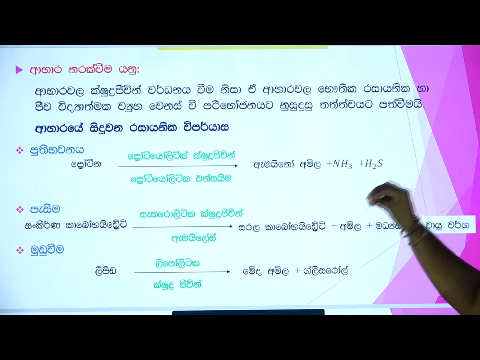 ආහාර නරක්වීම යනු:
ආහාරවල ක්ෂුද්‍රජීවීන් වර්ධනය වීම නිසා ඒ ආහාරවල භෞතික රසායනික හා
ජීව විද්‍යාත්මක ව්‍යුහ වෙනස් වී පරිභෝජනයට නුසුදුසු තත්ත්වයට පත්වීමයි.
ආහාරයේ සිදුවන රසායනික විපර්යාස
පූතිභවනය
ප්‍රෝටීන ප්‍රෝටියෝලිටික් ක්ෂුද්‍රජීවීන් ඇමයිනෝ අම්ල +NH₃ +H₂S
ප්‍රෝටියෝලිටික එන්සයිම
පැසීම
සංකීර්ණ කාබෝහයිඩ්‍රේට් සැකරොලිටික ක්ෂුද්‍රජීවීන් සරල කාබෝහයිඩ්‍රේට් + අම්ල + වායු වර්ග
ඇමයිලේස්
මුඩුවීම
ලිපිඩ ලිපොලිටික මේද අම්ල + ග්ලිසරෝල්
ක්ෂුද්‍ර ජීවීන්